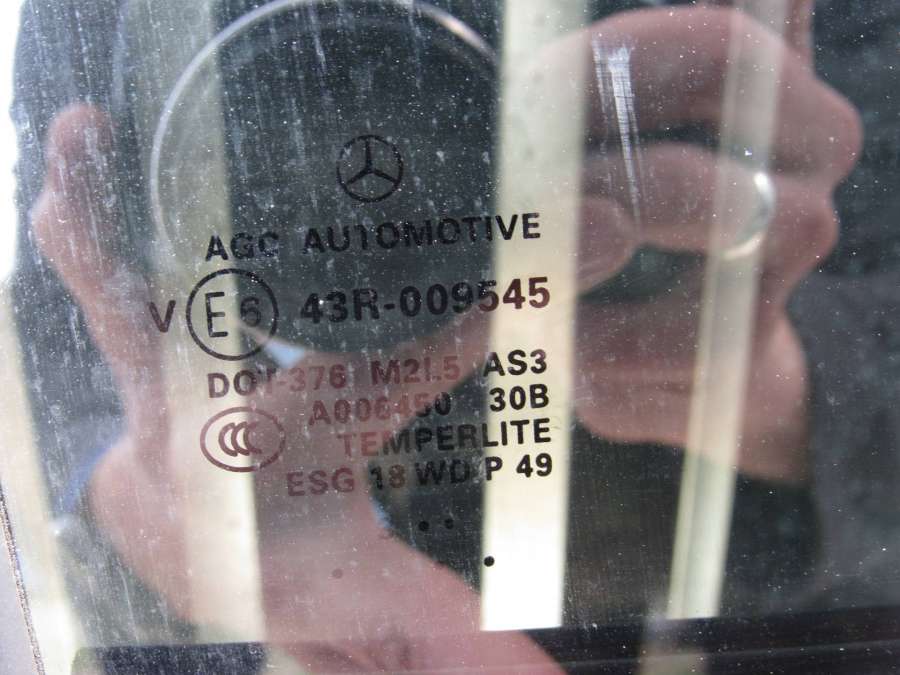 AGC AUTOMOTIVE
V E6 43R-009545
DOT-376 M2L5 AS3
CCC A006450 30B
TEMPERLITE
ESG 18 WD P 49